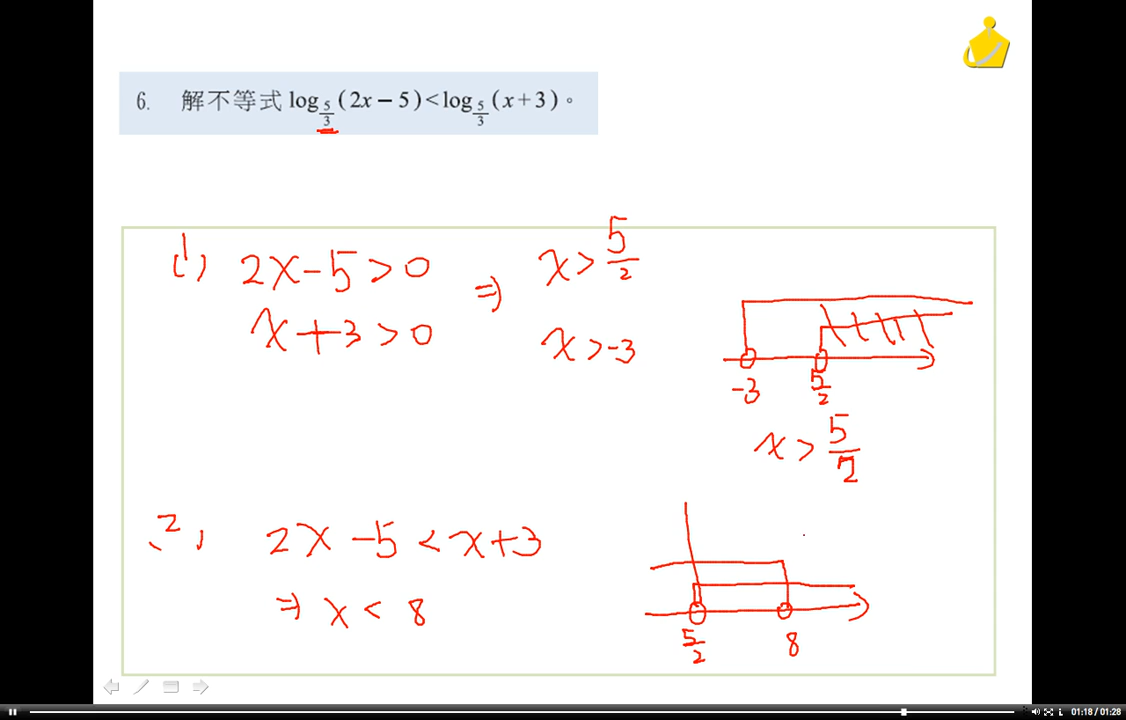 6. 解不等式 log_{5/3}(2x−5)<log_{5/3}(x+3)。
(1) 2x−5>0 ⇒ x>5/2
x+3>0 x>-3
-3 5/2
x>5/2
(2) 2x−5<x+3
⇒ x<8
5/2 8
01:18/01:28